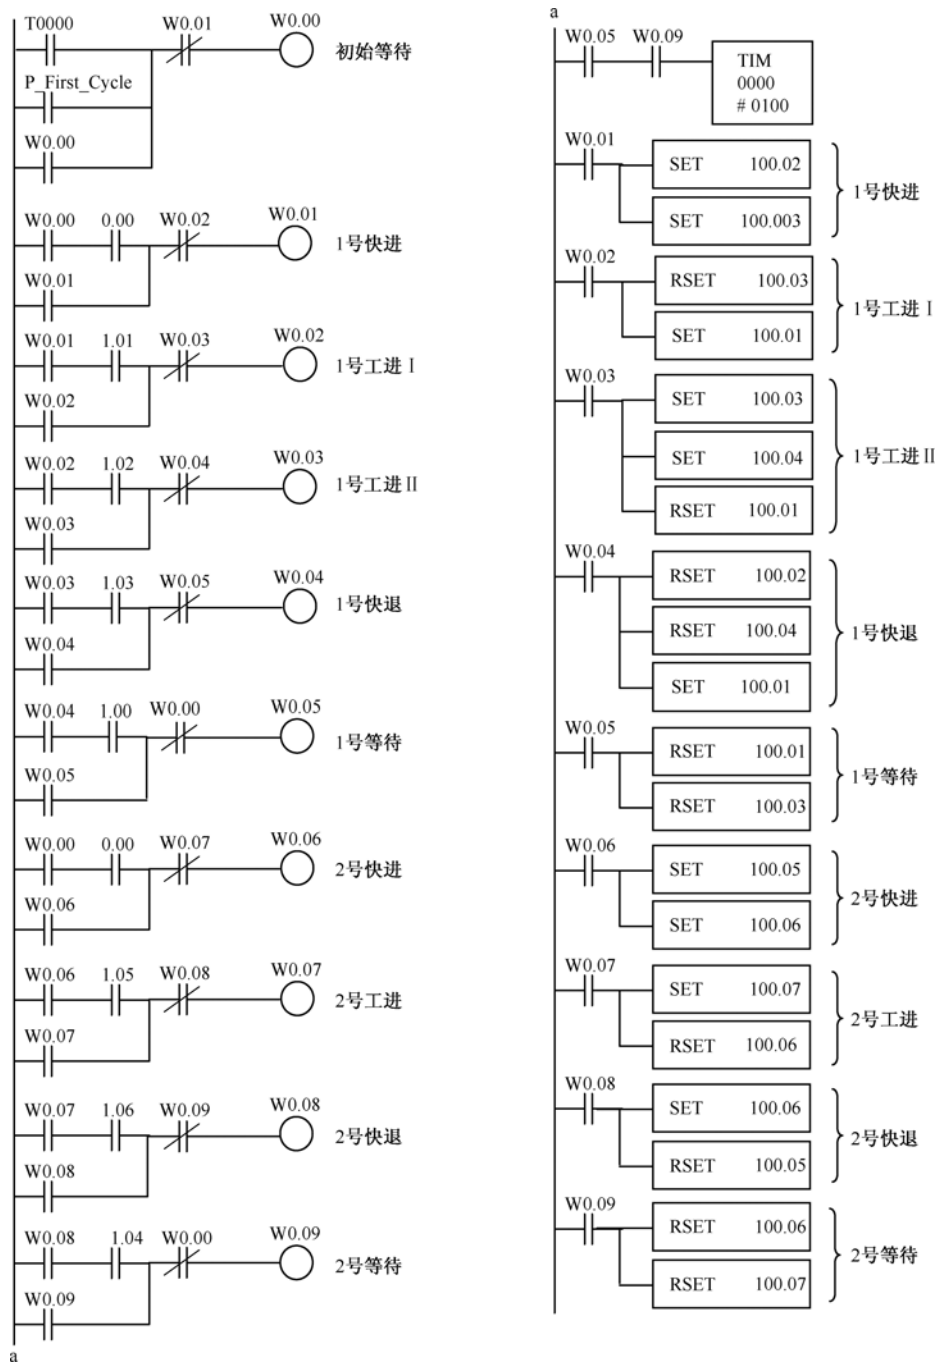 T0000 W0.01 W0.00
初始等待
P_First_Cycle
W0.00
W0.00 0.00 W0.02 W0.01
1号快进
W0.01
W0.01 1.01 W0.03 W0.02
1号工进Ⅰ
W0.02
W0.02 1.02 W0.04 W0.03
1号工进Ⅱ
W0.03
W0.03 1.03 W0.05 W0.04
1号快退
W0.04
W0.04 1.00 W0.00 W0.05
1号等待
W0.05
W0.00 0.00 W0.07 W0.06
2号快进
W0.06
W0.06 1.05 W0.08 W0.07
2号工进
W0.07
W0.07 1.06 W0.09 W0.08
2号快退
W0.08
W0.08 1.04 W0.00 W0.09
2号等待
W0.09
a
a
W0.05 W0.09
TIM
0000
# 0100
W0.01
SET 100.02
1号快进
SET 100.003
W0.02
RSET 100.03
1号工进Ⅰ
SET 100.01
W0.03
SET 100.03
SET 100.04
1号工进Ⅱ
RSET 100.01
W0.04
RSET 100.02
RSET 100.04
1号快退
SET 100.01
W0.05
RSET 100.01
1号等待
RSET 100.03
W0.06
SET 100.05
2号快进
SET 100.06
W0.07
SET 100.07
2号工进
RSET 100.06
W0.08
SET 100.06
2号快退
RSET 100.05
W0.09
RSET 100.06
2号等待
RSET 100.07